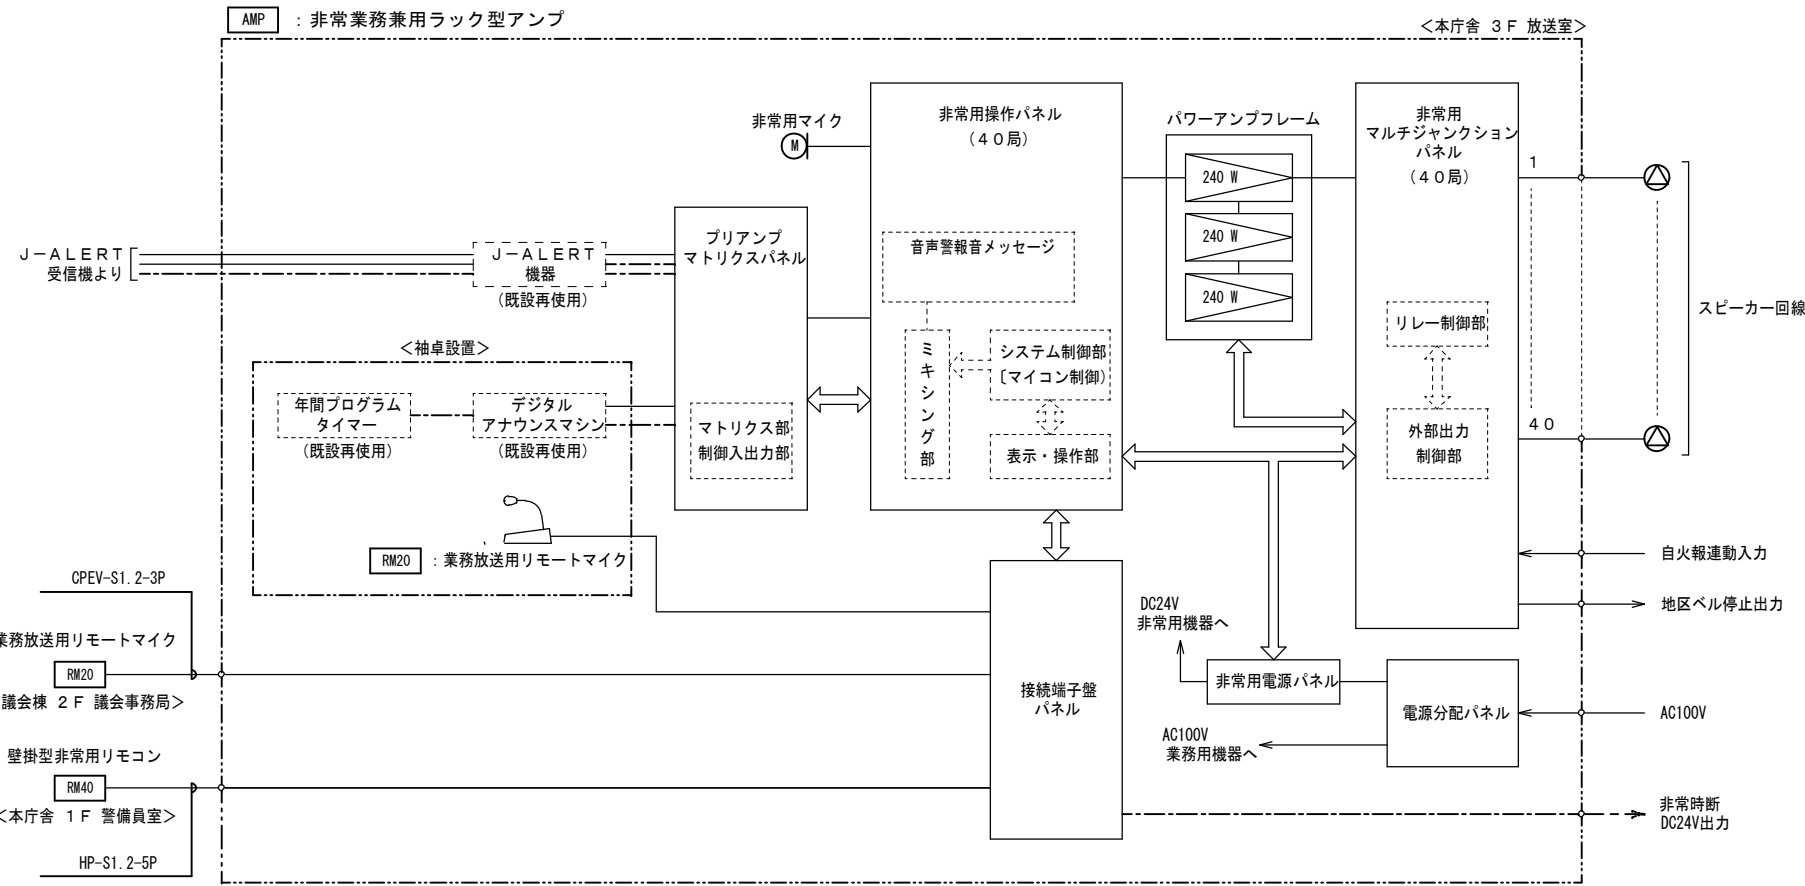 AMP ：非常業務兼用ラック型アンプ
＜本庁舎 ３Ｆ 放送室＞
非常用マイク
M
非常用操作パネル
（４０局）
パワーアンプフレーム
240 W
240 W
240 W
非常用
マルチジャンクション
パネル
（４０局）
1
スピーカー回線
40
Ｊ－ＡＬＥＲＴ
受信機より
Ｊ－ＡＬＥＲＴ
機器
（既設再使用）
プリアンプ
マトリクスパネル
音声警報音メッセージ
ミキシング部
システム制御部
〔マイコン制御）
表示・操作部
リレー制御部
外部出力
制御部
＜袖卓設置＞
年間プログラム
タイマー
（既設再使用）
デジタル
アナウンスマシン
（既設再使用）
マトリクス部
制御入出力部
RM20 ：業務放送用リモートマイク
CPEV-S1.2-3P
業務放送用リモートマイク
RM20
議会棟 ２Ｆ 議会事務局＞
壁掛型非常用リモコン
RM40
＜本庁舎 １Ｆ 警備員室＞
HP-S1.2-5P
接続端子盤
パネル
DC24V
非常用機器へ
非常用電源パネル
電源分配パネル
AC100V
業務用機器へ
自火報連動入力
地区ベル停止出力
AC100V
非常時断
DC24V出力